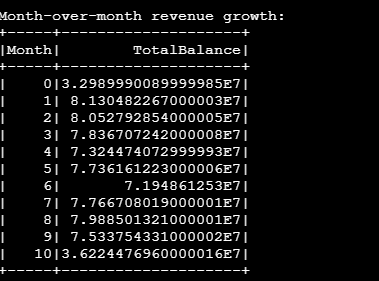 Month-over-month revenue growth:
+-----+--------------------+
|Month|        TotalBalance|
+-----+--------------------+
|    0|3.2989990089999985E7|
|    1| 8.130482267000003E7|
|    2| 8.052792854000005E7|
|    3| 7.836707242000008E7|
|    4| 7.324474072999993E7|
|    5| 7.736161223000006E7|
|    6|       7.194861253E7|
|    7| 7.766708019000001E7|
|    8| 7.988501321000001E7|
|    9| 7.533754331000002E7|
|   10|3.6224476960000016E7|
+-----+--------------------+